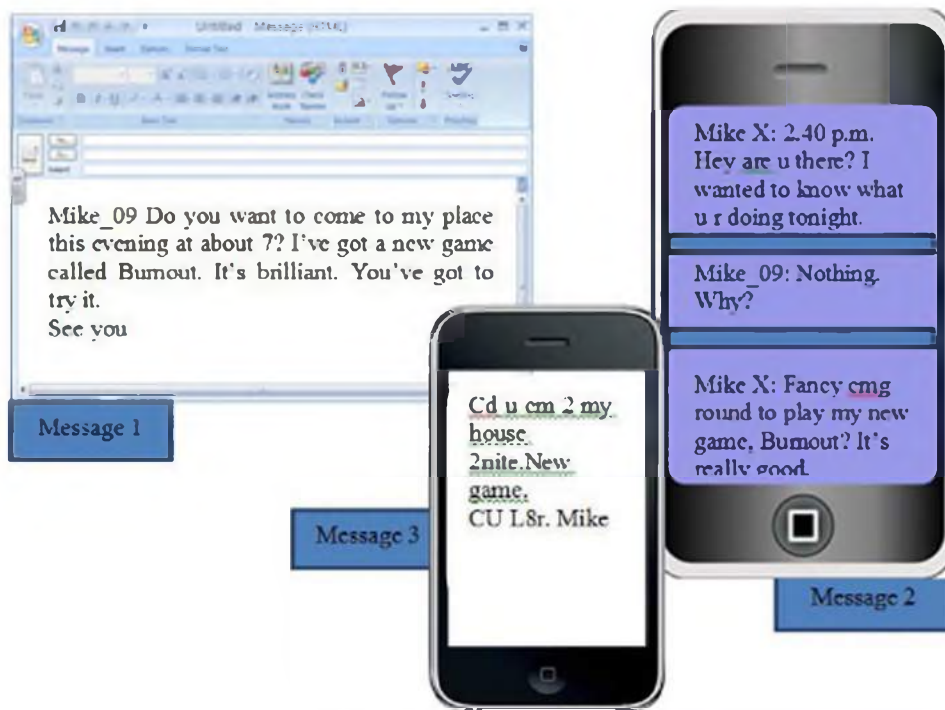 Untitled Message (HTML)
Message
Mike_09 Do you want to come to my place
this evening at about 7? I've got a new game
called Burnout. It's brilliant. You've got to
try it.
See you
Message 1
Mike X: 2.40 p.m.
Hey are u there? I
wanted to know what
u r doing tonight.
Mike_09: Nothing.
Why?
Mike X: Fancy cmg
round to play my new
game, Burnout? It's
really good.
Message 2
Cd u cm 2 my
house
2nite.New
game.
CU L8r. Mike
Message 3